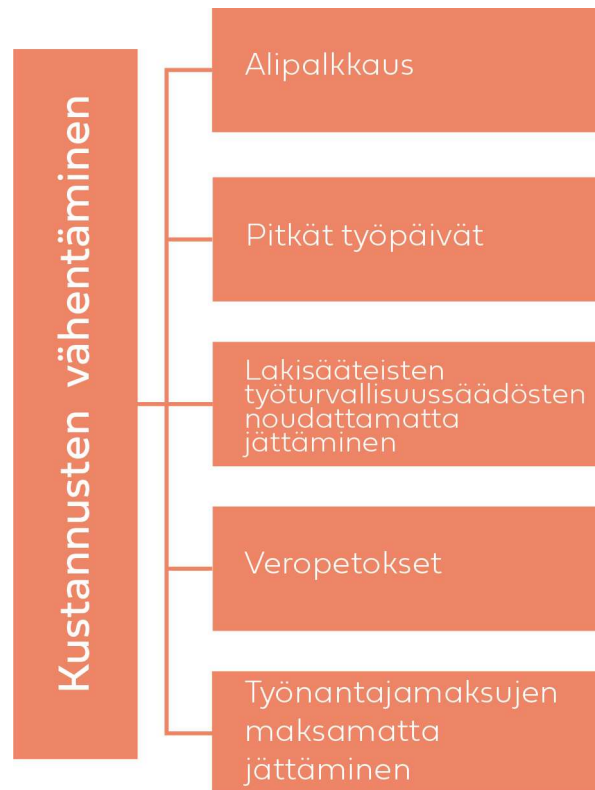 Kustannusten vähentäminen
Alipalkkaus
Pitkät työpäivät
Lakisääteisten
työturvallisuussäädösten
noudattamatta
jättäminen
Veropetokset
Työnantajamaksujen
maksamatta
jättäminen